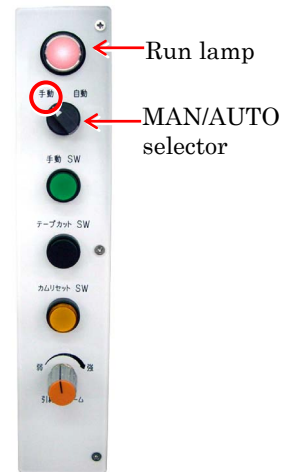 Run lamp
手動 自動
MAN/AUTO
selector
手動 SW
テープカット SW
カムリセット SW
弱 強